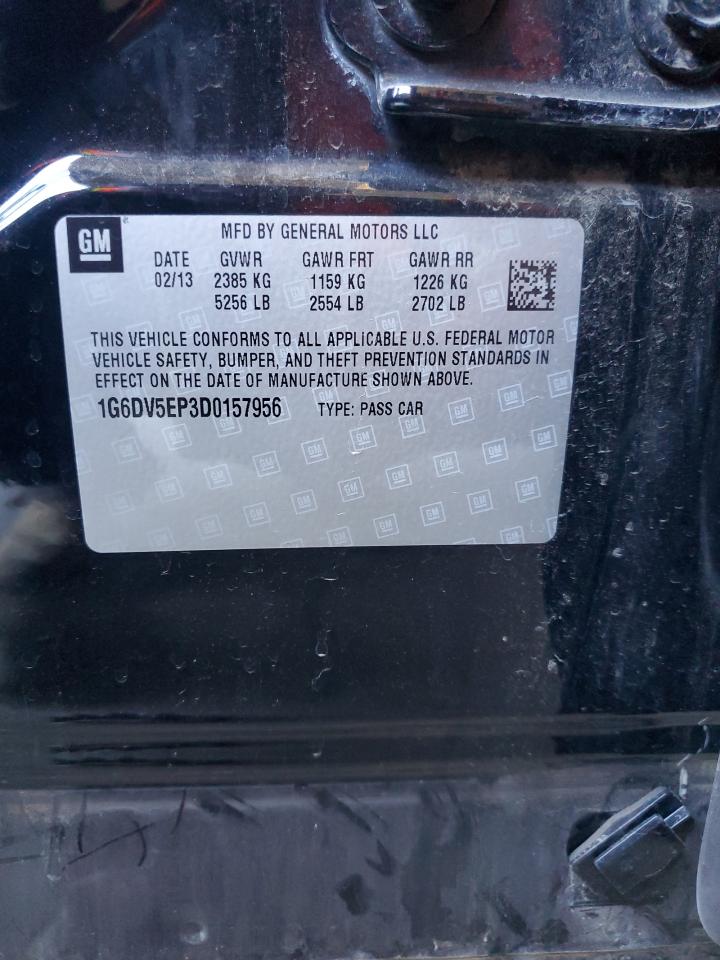 GM
MFD BY GENERAL MOTORS LLC
DATE GVWR GAWR FRT GAWR RR
02/13 2385 KG 1159 KG 1226 KG
5256 LB 2554 LB 2702 LB
THIS VEHICLE CONFORMS TO ALL APPLICABLE U.S. FEDERAL MOTOR
VEHICLE SAFETY, BUMPER, AND THEFT PREVENTION STANDARDS IN
EFFECT ON THE DATE OF MANUFACTURE SHOWN ABOVE.
1G6DV5EP3D0157956 TYPE: PASS CAR